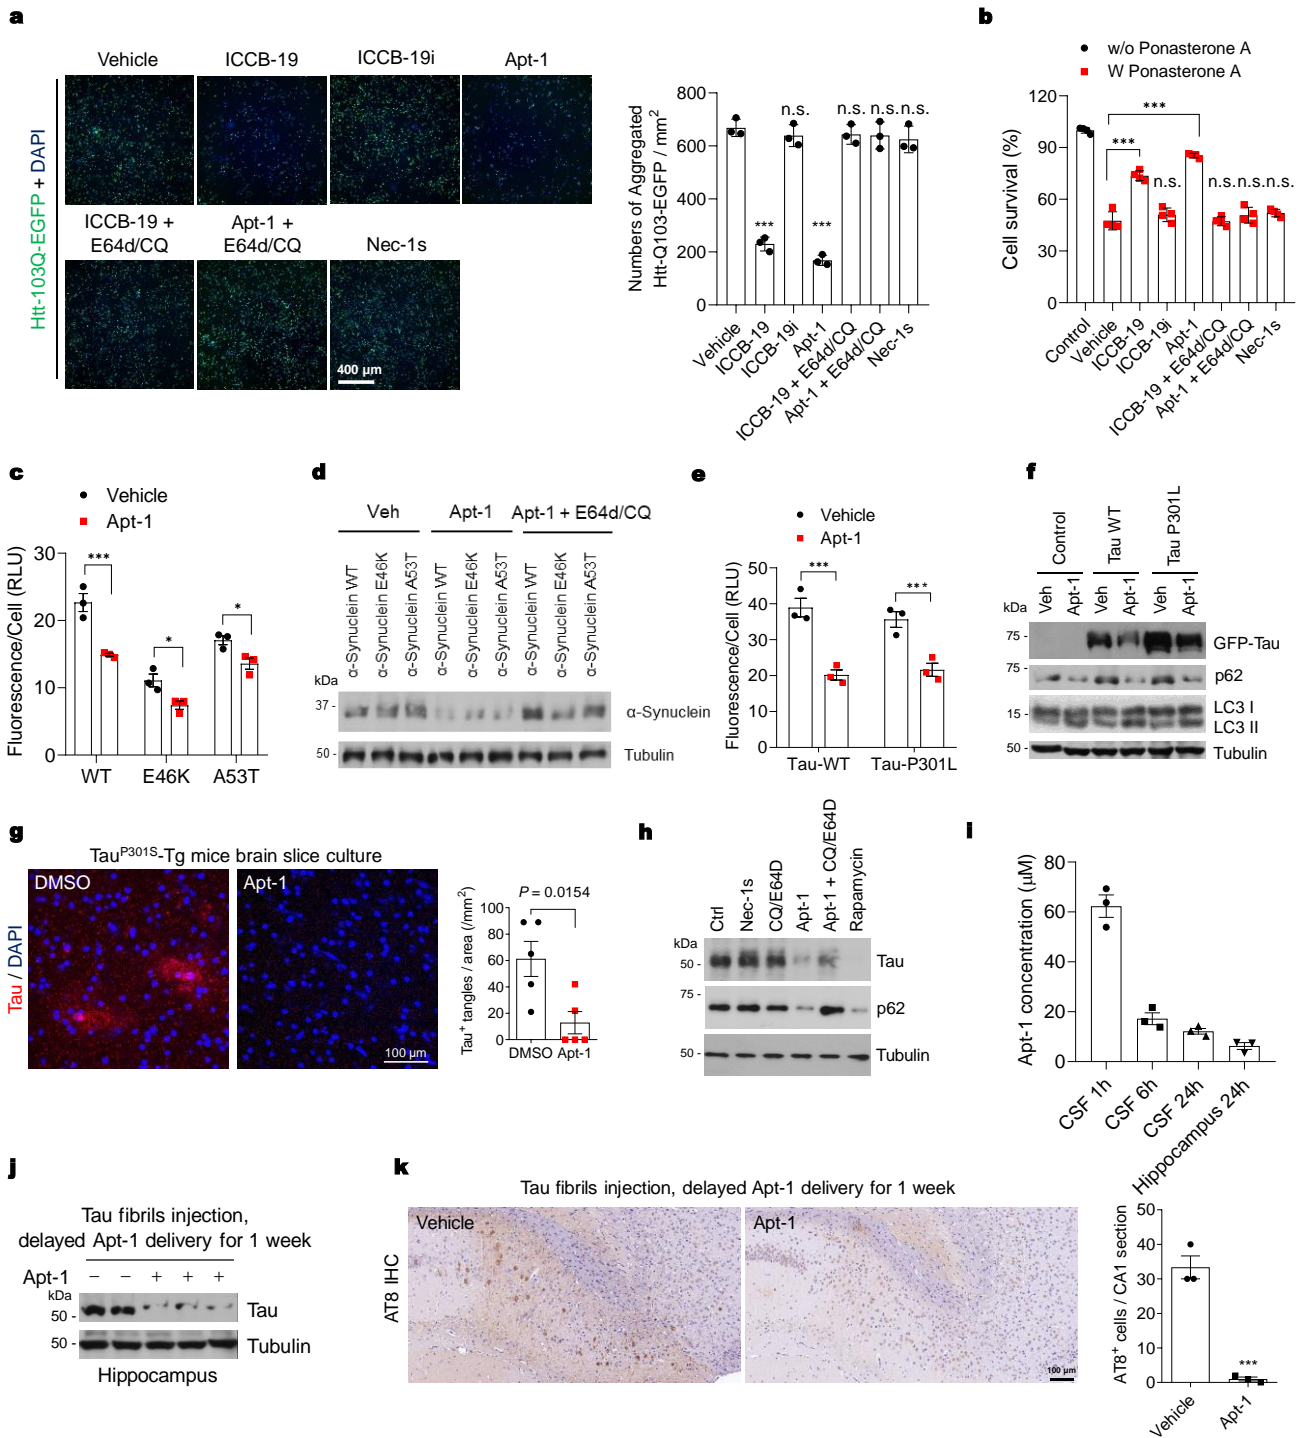 a
Htt-103Q-EGFP + DAPI
Vehicle
ICCB-19
ICCB-19i
Apt-1
ICCB-19 +
E64d/CQ
Apt-1 +
E64d/CQ
Nec-1s
400 µm
Numbers of Aggregated
Htt-Q103-EGFP / mm2
800
600
400
200
0
***
n.s.
***
n.s.
n.s.
n.s.
Vehicle
ICCB-19
ICCB-19i
Apt-1
ICCB-19 + E64d/CQ
Apt-1 + E64d/CQ
Nec-1s
b
w/o Ponasterone A
W Ponasterone A
Cell survival (%)
120
90
60
30
0
***
***
n.s.
n.s.
n.s.
n.s.
Control
Vehicle
ICCB-19
ICCB-19i
Apt-1
ICCB-19 + E64d/CQ
Apt-1 + E64d/CQ
Nec-1s
c
Vehicle
Apt-1
Fluorescence/Cell (RLU)
30
20
10
0
***
*
*
WT
E46K
A53T
d
Veh
Apt-1
Apt-1 + E64d/CQ
α-Synuclein WT
α-Synuclein E46K
α-Synuclein A53T
α-Synuclein WT
α-Synuclein E46K
α-Synuclein A53T
α-Synuclein WT
α-Synuclein E46K
α-Synuclein A53T
kDa
37 -
α-Synuclein
50 -
Tubulin
e
Vehicle
Apt-1
Fluorescence/Cell (RLU)
50
40
30
20
10
0
***
***
Tau-WT
Tau-P301L
f
Control
Tau WT
Tau P301L
Veh
Apt-1
Veh
Apt-1
Veh
Apt-1
kDa
75 -
GFP-Tau
75 -
p62
15 -
LC3 I
LC3 II
50 -
Tubulin
g
TauP301S-Tg mice brain slice culture
Tau / DAPI
DMSO
Apt-1
100 µm
Tau+ tangles / area (/mm2)
P = 0.0154
100
80
60
40
20
0
DMSO
Apt-1
h
Ctrl
Nec-1s
CQ/E64D
Apt-1
Apt-1 + CQ/E64D
Rapamycin
kDa
50 -
Tau
75 -
p62
50 -
Tubulin
i
Apt-1 concentration (µM)
80
60
40
20
0
CSF 1h
CSF 6h
CSF 24h
Hippocampus 24h
j
Tau fibrils injection,
delayed Apt-1 delivery for 1 week
Apt-1 – – + + +
kDa
50 -
Tau
50 -
Tubulin
Hippocampus
k
Tau fibrils injection, delayed Apt-1 delivery for 1 week
AT8 IHC
Vehicle
Apt-1
100 µm
AT8+ cells / CA1 section
50
40
30
20
10
0
***
Vehicle
Apt-1